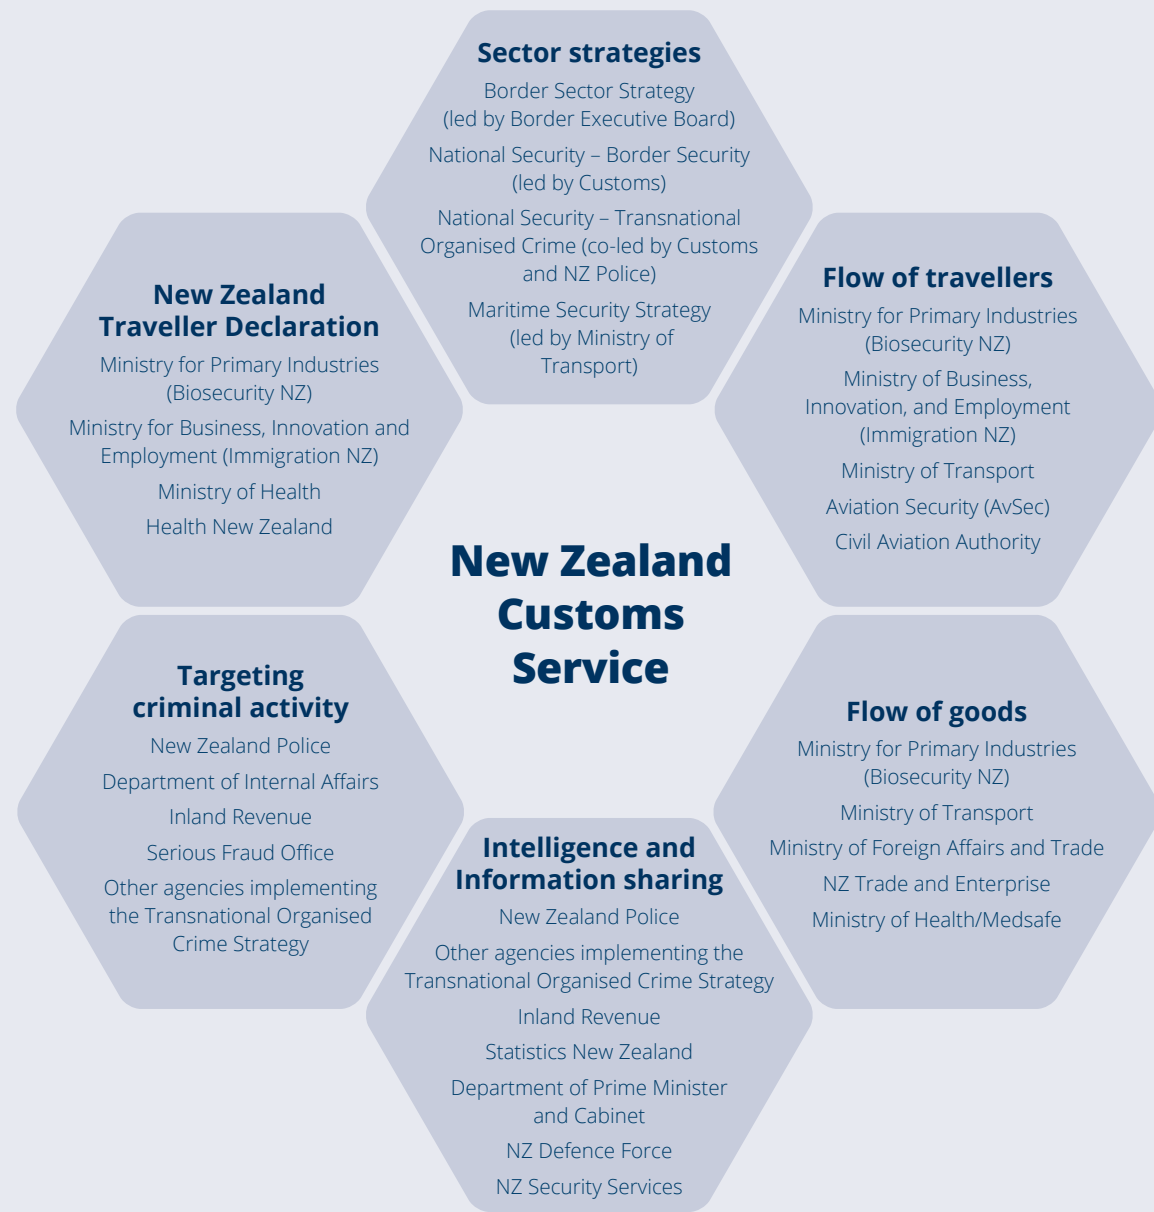 Sector strategies
Border Sector Strategy
(led by Border Executive Board)
National Security – Border Security
(led by Customs)
National Security – Transnational
Organised Crime (co-led by Customs
and NZ Police)
Maritime Security Strategy
(led by Ministry of
Transport)
New Zealand
Traveller Declaration
Ministry for Primary Industries
(Biosecurity NZ)
Ministry for Business, Innovation and
Employment (Immigration NZ)
Ministry of Health
Health New Zealand
Flow of travellers
Ministry for Primary Industries
(Biosecurity NZ)
Ministry of Business,
Innovation, and Employment
(Immigration NZ)
Ministry of Transport
Aviation Security (AvSec)
Civil Aviation Authority
New Zealand
Customs
Service
Targeting
criminal activity
New Zealand Police
Department of Internal Affairs
Inland Revenue
Serious Fraud Office
Other agencies implementing
the Transnational Organised
Crime Strategy
Flow of goods
Ministry for Primary Industries
(Biosecurity NZ)
Ministry of Transport
Ministry of Foreign Affairs and Trade
NZ Trade and Enterprise
Ministry of Health/Medsafe
Intelligence and
Information sharing
New Zealand Police
Other agencies implementing the
Transnational Organised Crime Strategy
Inland Revenue
Statistics New Zealand
Department of Prime Minister
and Cabinet
NZ Defence Force
NZ Security Services